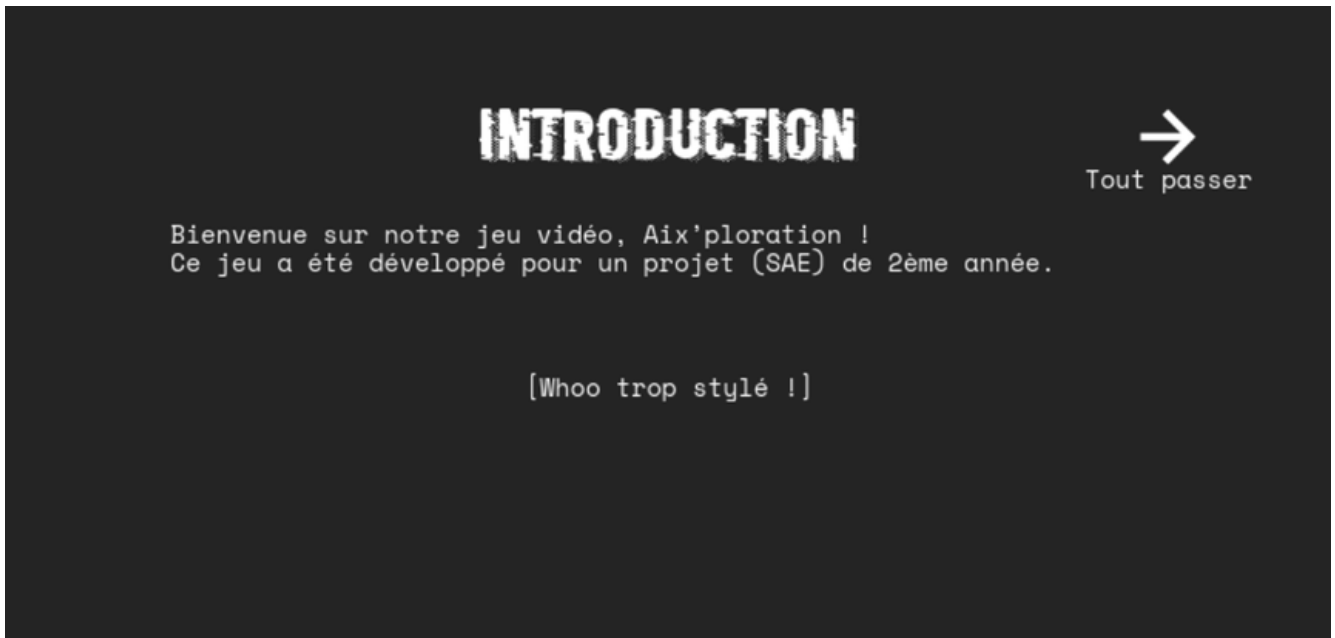 INTRODUCTION
Tout passer
Bienvenue sur notre jeu vidéo, Aix'ploration !
Ce jeu a été développé pour un projet (SAE) de 2ème année.
[Whoo trop stylé !]